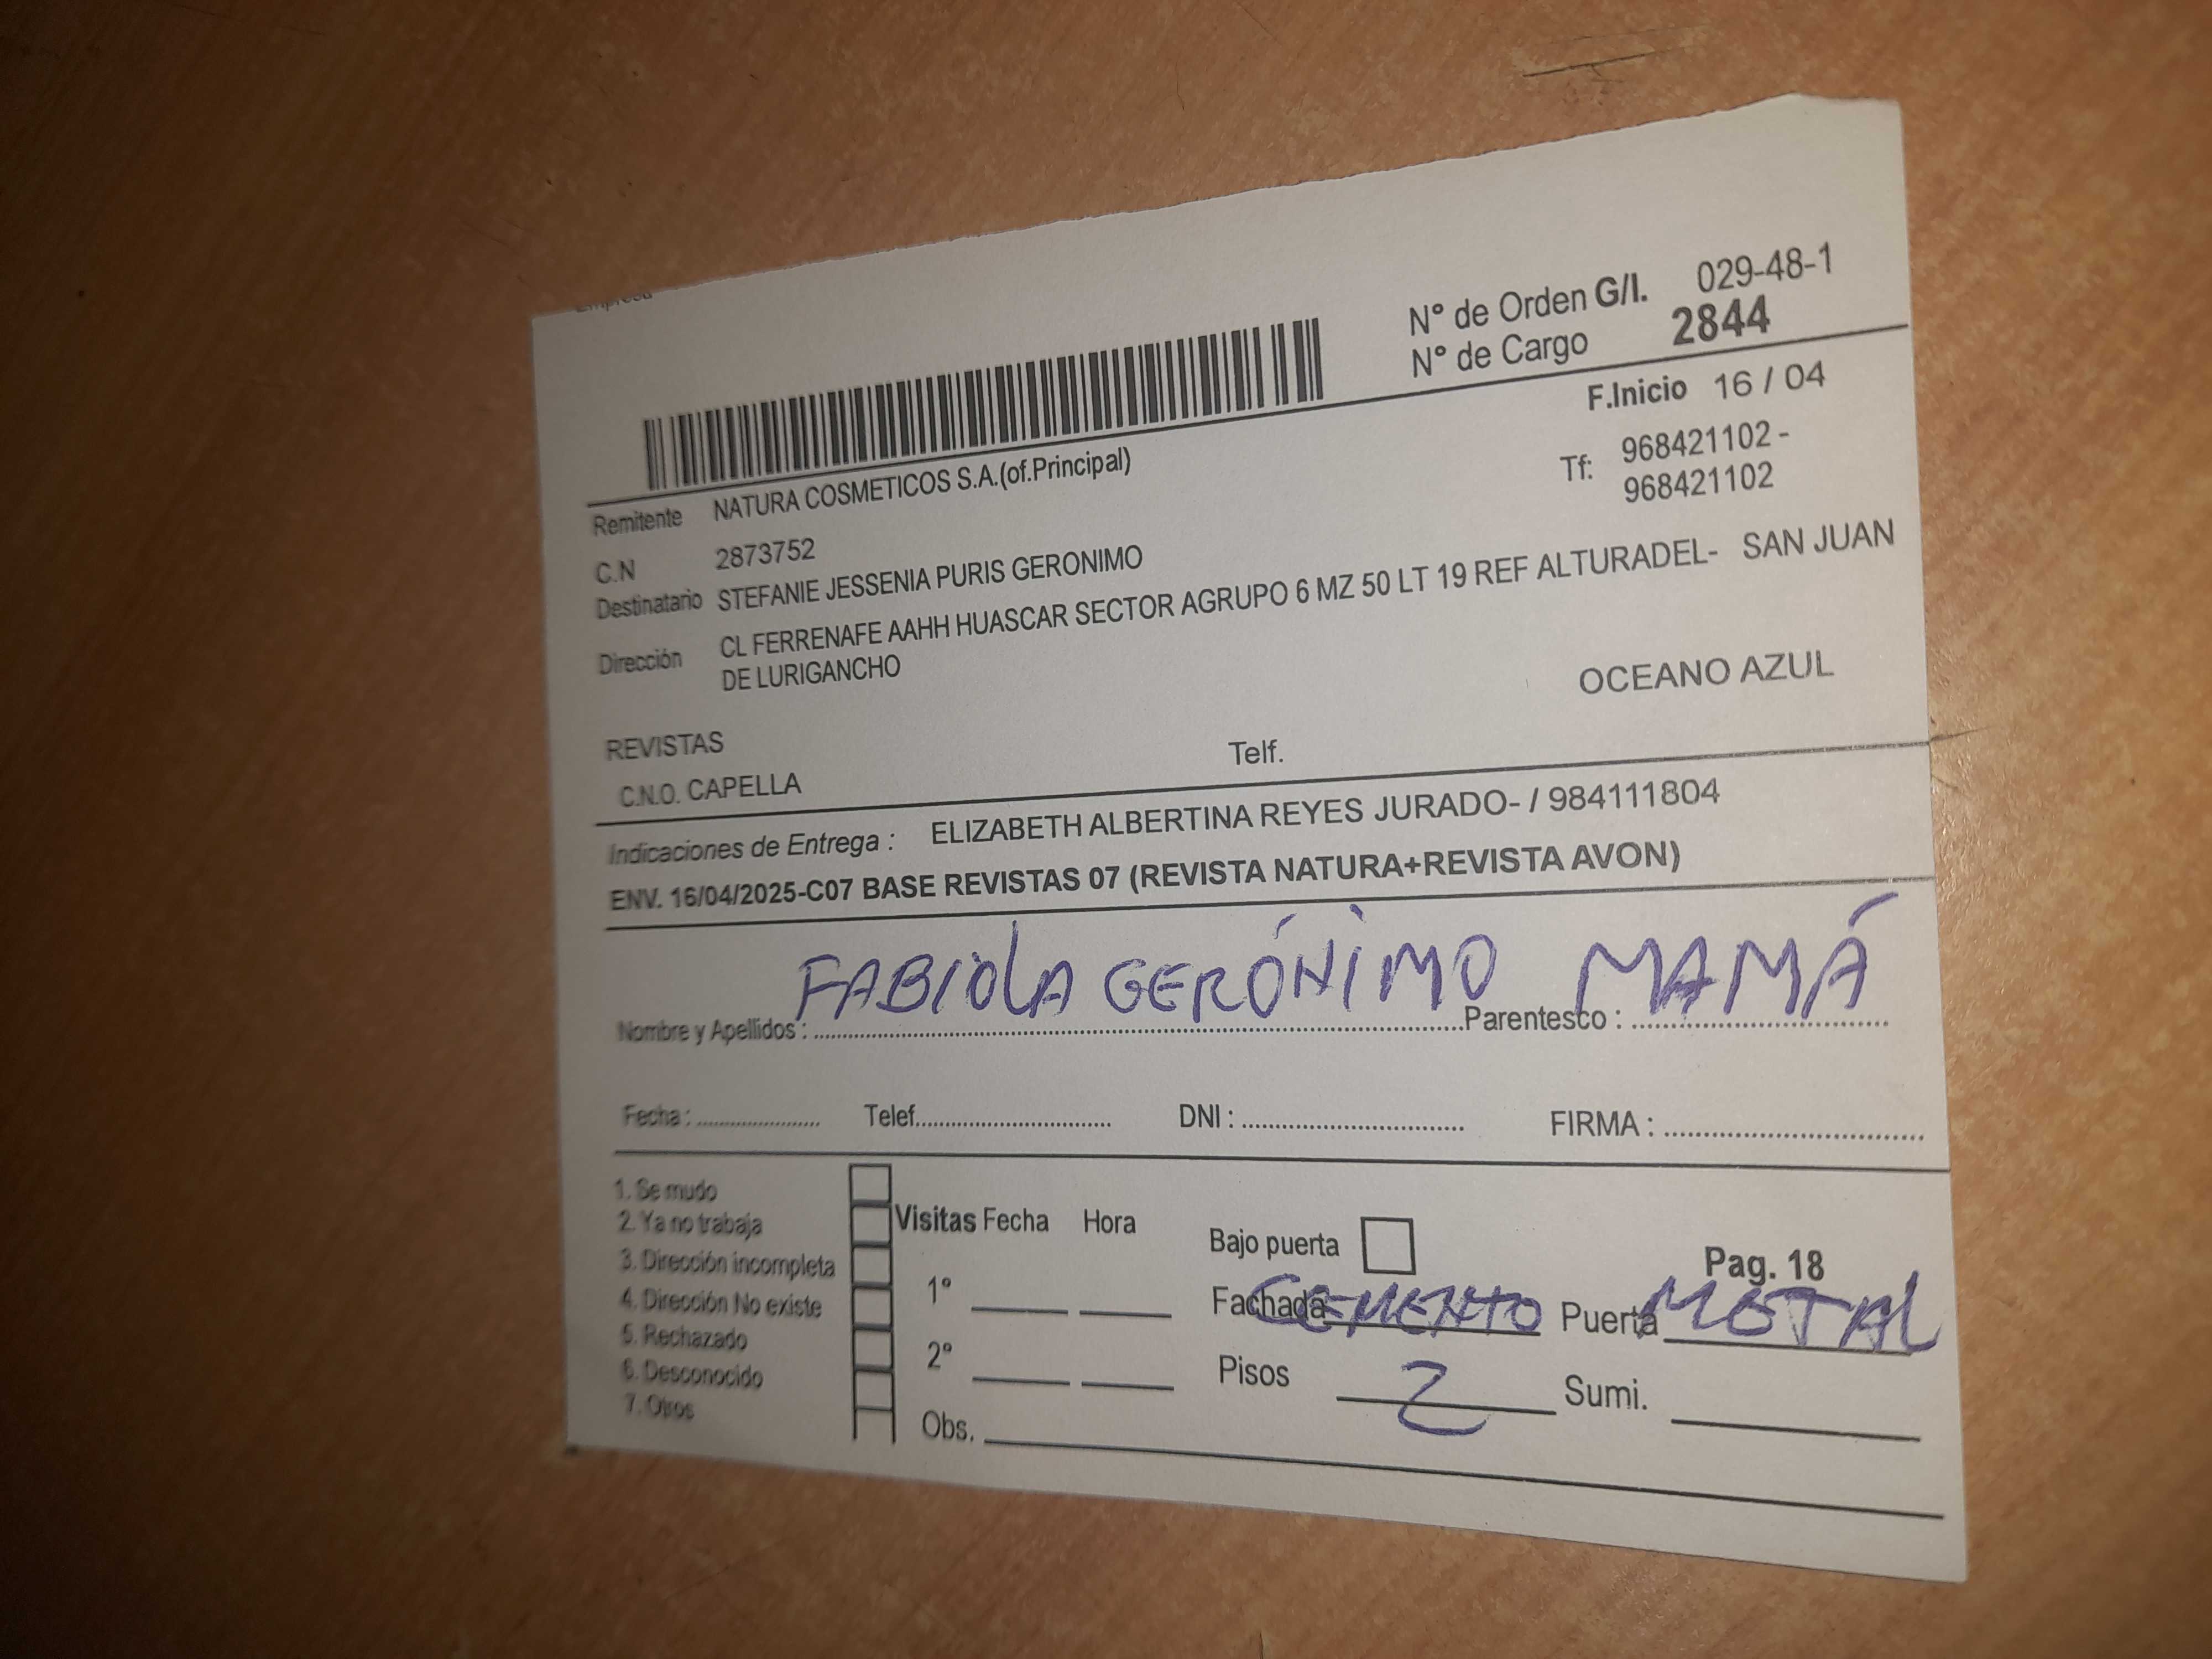 N° de Orden G/I. 029-48-1
N° de Cargo 2844
F.Inicio 16 / 04
Remitente NATURA COSMETICOS S.A.(of.Principal)
Tf: 968421102 -
968421102
C.N 2873752
Destinatario STEFANIE JESSENIA PURIS GERONIMO
Dirección CL FERRENAFE AAHH HUASCAR SECTOR AGRUPO 6 MZ 50 LT 19 REF ALTURADEL- SAN JUAN
DE LURIGANCHO
OCEANO AZUL
REVISTAS
C.N.O. CAPELLA Telf.
Indicaciones de Entrega : ELIZABETH ALBERTINA REYES JURADO- / 984111804
ENV. 16/04/2025-C07 BASE REVISTAS 07 (REVISTA NATURA+REVISTA AVON)
Nombre y Apellidos : FABIOLA GERÓNIMO Parentesco : MAMÁ
Fecha : Telef. DNI : FIRMA :
1. Se mudo
2. Ya no trabaja
3. Dirección incompleta
4. Dirección No existe
5. Rechazado
6. Desconocido
7. Otros
Visitas Fecha Hora
1°
2°
Obs.
Bajo puerta
Pag. 18
Fachada CEMENTO Puerta METAL
Pisos 2 Sumi.